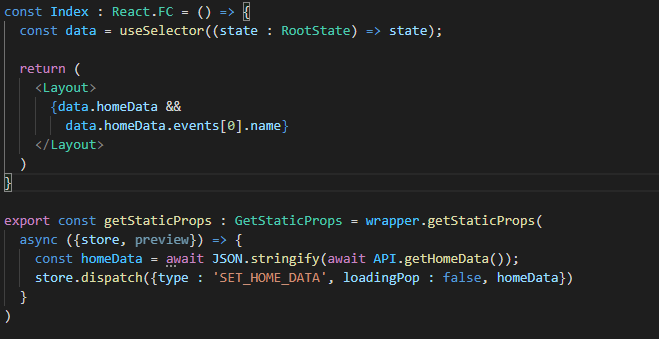 const Index : React.FC = () => {
const data = useSelector((state : RootState) => state);
return (
<Layout>
{data.homeData &&
data.homeData.events[0].name}
</Layout>
)
}
export const getStaticProps : GetStaticProps = wrapper.getStaticProps(
async ({store, preview}) => {
const homeData = await JSON.stringify(await API.getHomeData());
store.dispatch({type : 'SET_HOME_DATA', loadingPop : false, homeData})
}
)